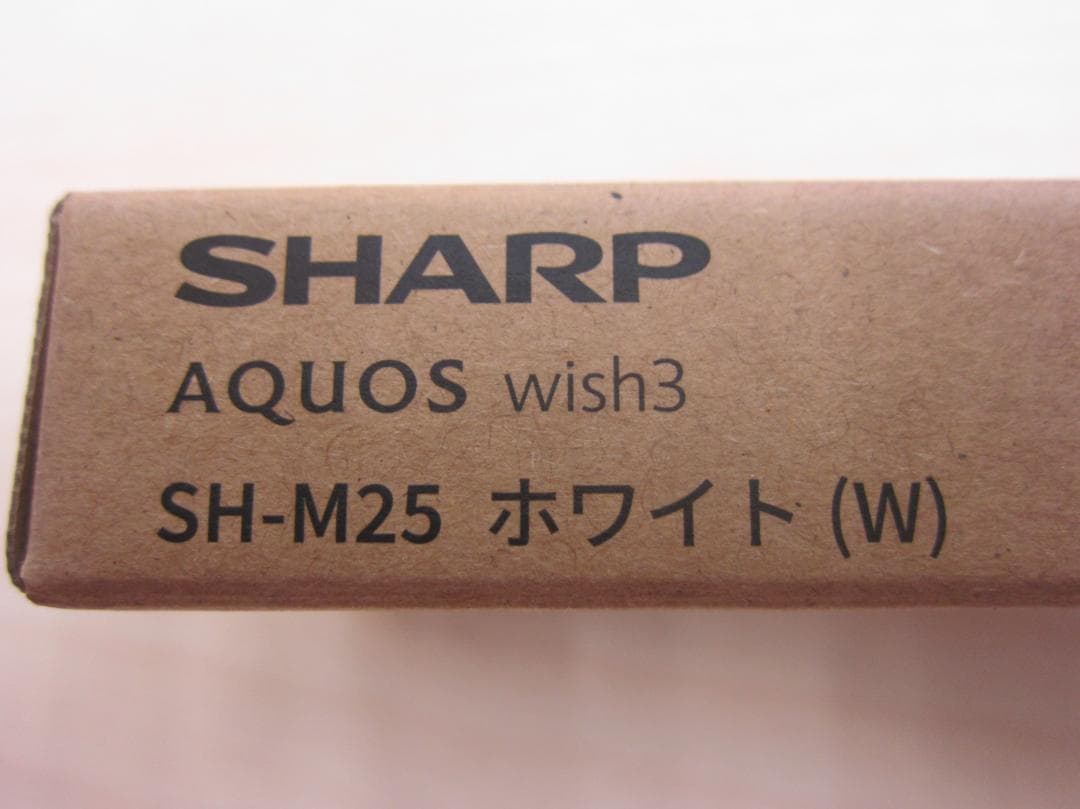 SHARP
AQUOS wish3
SH-M25 ホワイト (W)